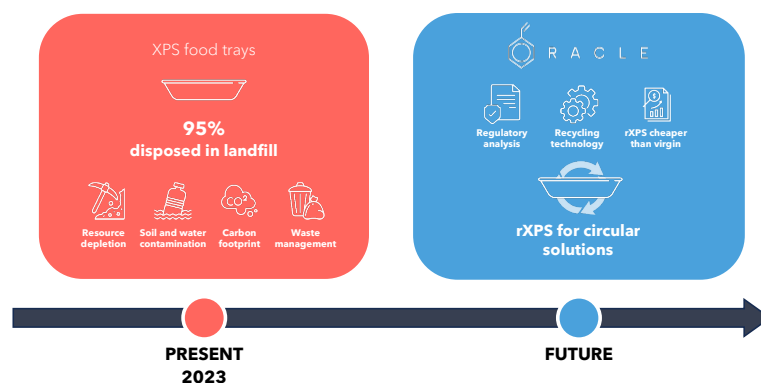 XPS food trays
95%
disposed in landfill
CO²
Resource
depletion
Soil and water
contamination
Carbon
footprint
Waste
management
ORACLE
Regulatory
analysis
Recycling
technology
$
rXPS cheaper
than virgin
rXPS for circular
solutions
PRESENT
2023
FUTURE